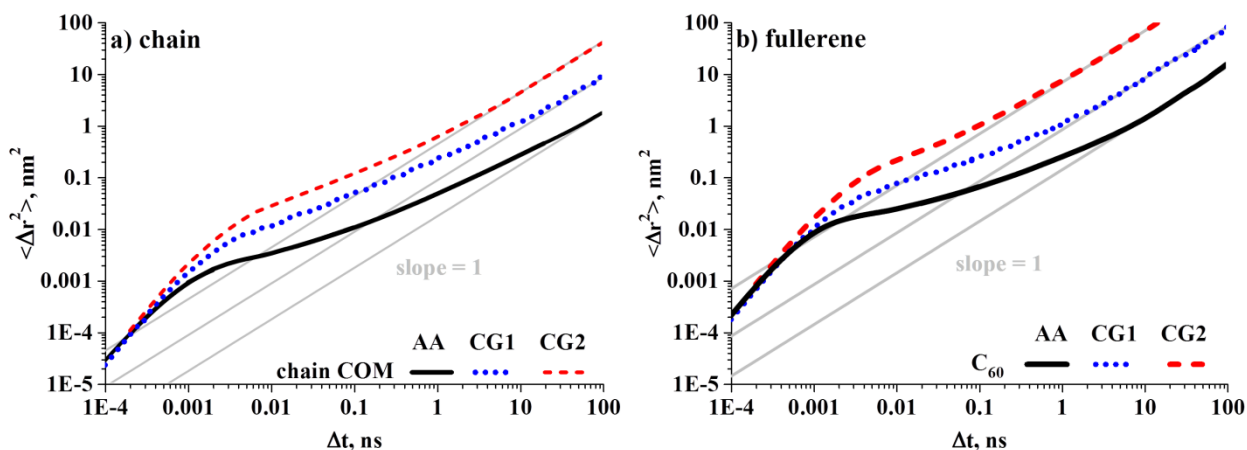 a) chain
100
10
1
0.1
0.01
0.001
1E-4
1E-5
<Δr²>, nm²
slope = 1
AA CG1 CG2
chain COM
1E-4 0.001 0.01 0.1 1 10 100
Δt, ns
b) fullerene
100
10
1
0.1
0.01
0.001
1E-4
1E-5
<Δr²>, nm²
slope = 1
AA CG1 CG2
C₆₀
1E-4 0.001 0.01 0.1 1 10 100
Δt, ns